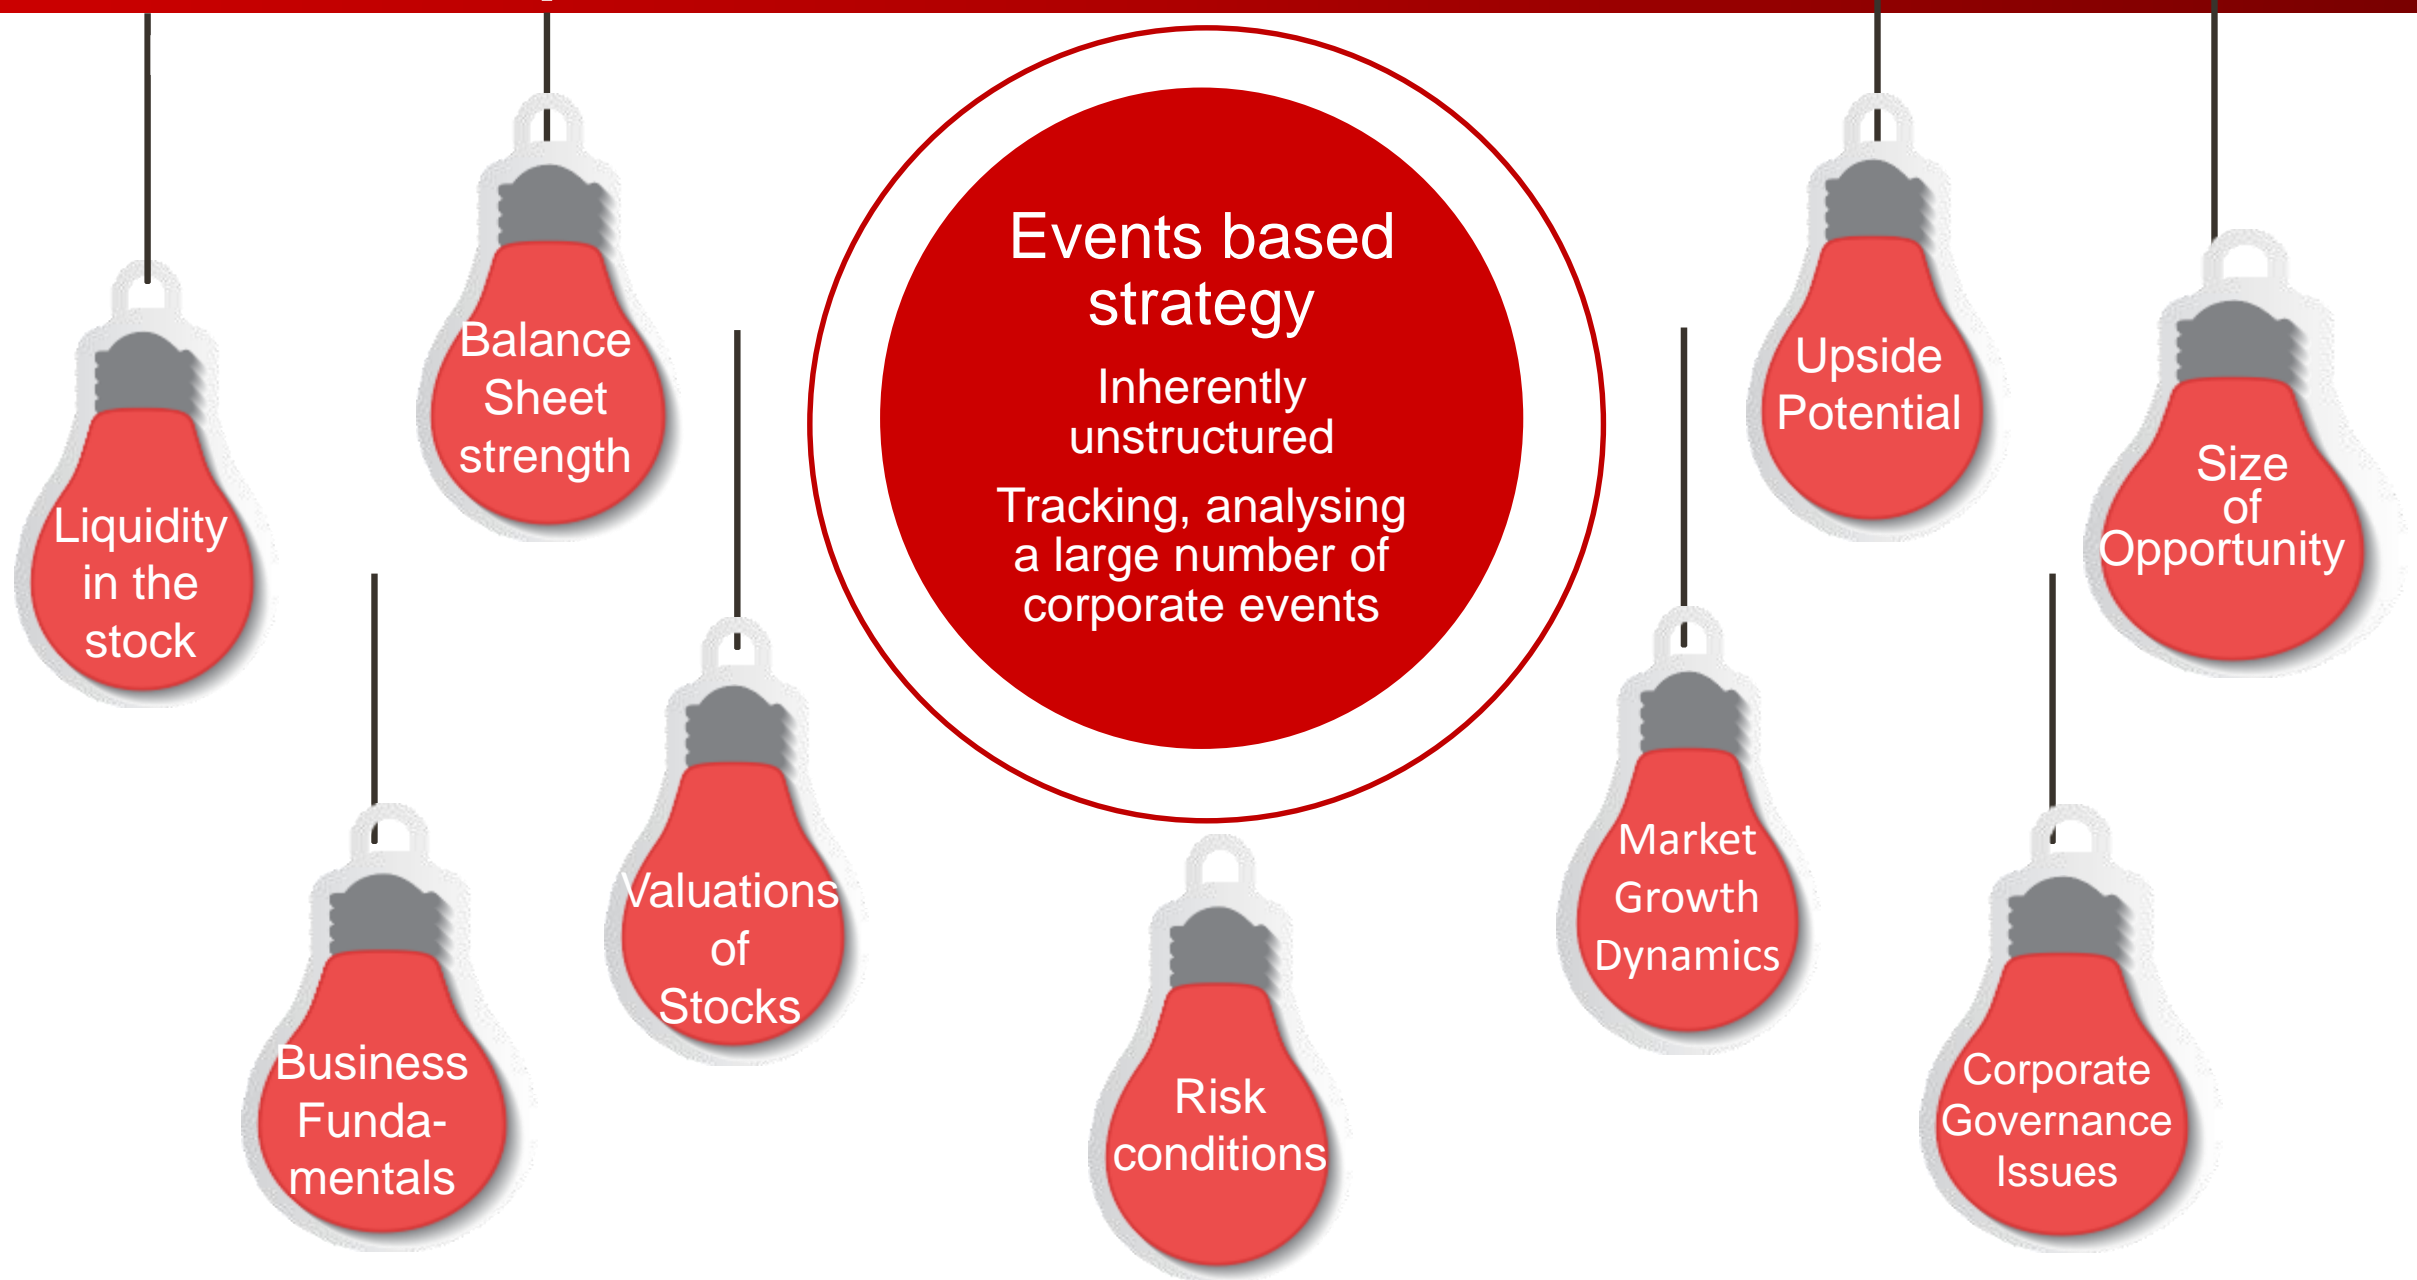 Events based
strategy
Inherently
unstructured
Tracking, analysing
a large number of
corporate events
Liquidity
in the
stock
Balance
Sheet
strength
Business
Funda-
mentals
Valuations
of
Stocks
Risk
conditions
Market
Growth
Dynamics
Upside
Potential
Corporate
Governance
Issues
Size
of
Opportunity